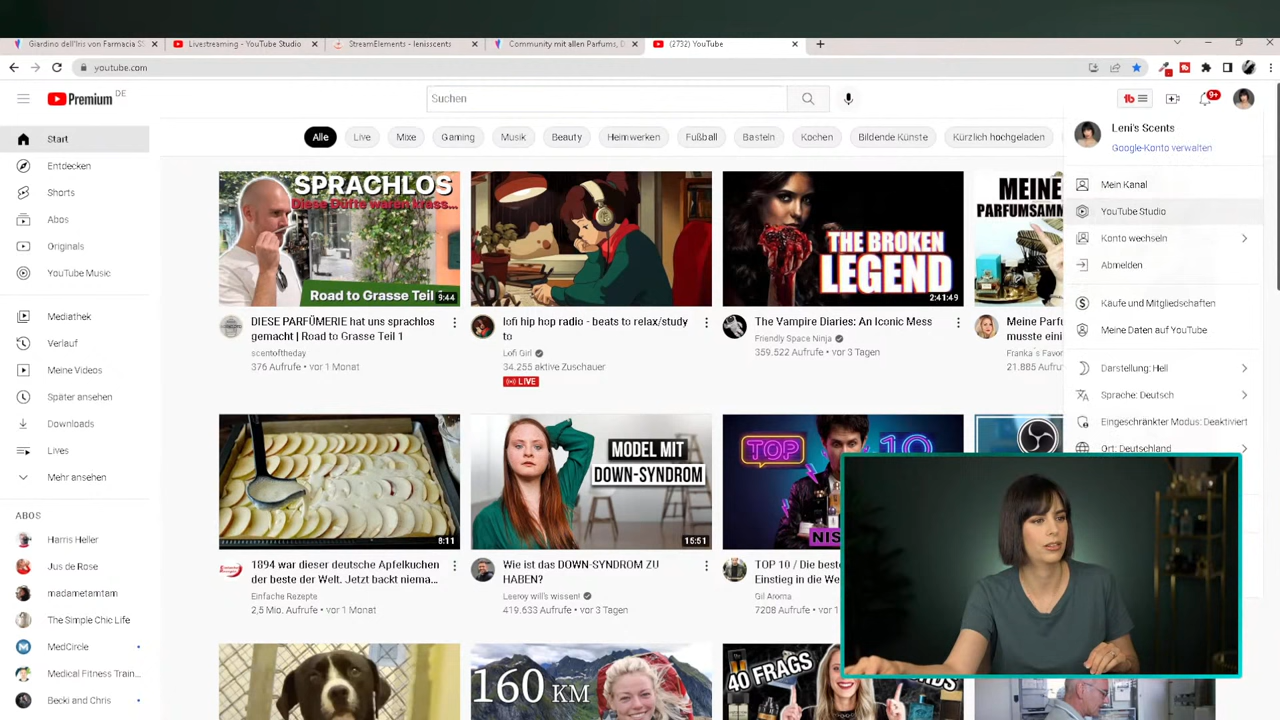 Giardino dell'Iris von Farmacia S
Livestreaming - YouTube Studio
StreamElements - lenisscents
Community mit allen Parfums, D
(2732) YouTube
youtube.com
Premium DE
Suchen
9+
Alle
Live
Mixe
Gaming
Musik
Beauty
Heimwerken
Fußball
Basteln
Kochen
Bildende Künste
Kürzlich hochgeladen
Start
Entdecken
Shorts
Abos
Originals
YouTube Music
Mediathek
Verlauf
Meine Videos
Später ansehen
Downloads
Lives
Mehr ansehen
ABOS
Harris Heller
Jus de Rose
madametamtam
The Simple Chic Life
MedCircle
Medical Fitness Train...
Becki and Chris
SPRACHLOS
Diese Düfte waren krass...
Road to Grasse Teil
9:44
DIESE PARFÜMERIE hat uns sprachlos
gemacht | Road to Grasse Teil 1
scentoftheday
376 Aufrufe • vor 1 Monat
lofi hip hop radio - beats to relax/study
to
Lofi Girl
34.255 aktive Zuschauer
LIVE
THE BROKEN
LEGEND
2:41:49
The Vampire Diaries: An Iconic Mess
Friendly Space Ninja
359.522 Aufrufe • vor 3 Tagen
MEINE
PARFUMSAMM
Meine Parfu
musste eini
Franka´s Favor
21.885 Aufr
8:11
1894 war dieser deutsche Apfelkuchen
der beste der Welt. Jetzt backt niema...
Einfache Rezepte
2,5 Mio. Aufrufe • vor 1 Monat
MODEL MIT
DOWN-SYNDROM
15:51
Wie ist das DOWN-SYNDROM ZU
HABEN?
Leeroy will's wissen!
419.633 Aufrufe • vor 3 Tagen
TOP 10
NIS
TOP 10 / Die beste
Einstieg in die Welt
Gil Aroma
7208 Aufrufe • vor
160 KM
40 FRAGS
Leni's Scents
Google-Konto verwalten
Mein Kanal
YouTube Studio
Konto wechseln
Abmelden
Käufe und Mitgliedschaften
Meine Daten auf YouTube
Darstellung: Hell
Sprache: Deutsch
Eingeschränkter Modus: Deaktiviert
Ort: Deutschland